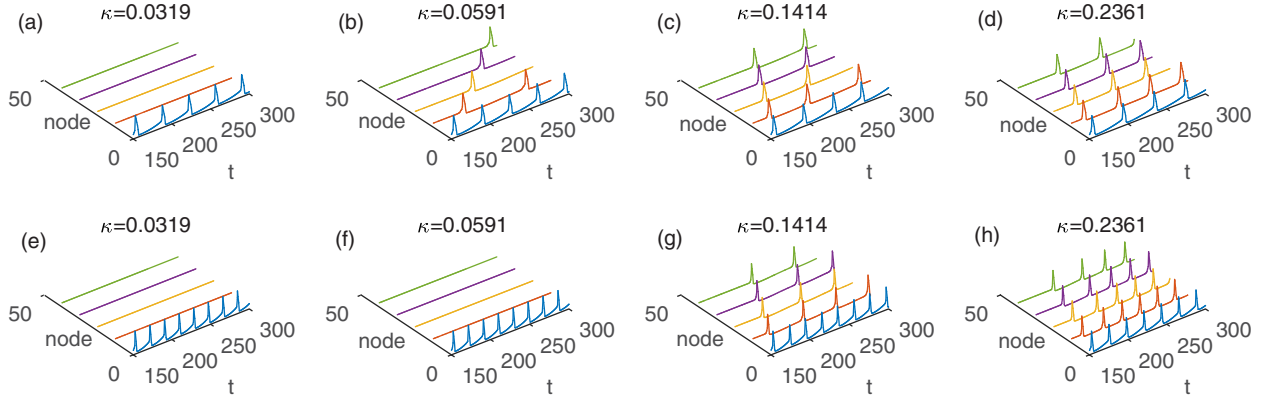 (a) κ=0.0319
50
node
0
150
200
250
300
t
(b) κ=0.0591
50
node
0
150
200
250
300
t
(c) κ=0.1414
50
node
0
150
200
250
300
t
(d) κ=0.2361
50
node
0
150
200
250
300
t
(e) κ=0.0319
50
node
0
150
200
250
300
t
(f) κ=0.0591
50
node
0
150
200
250
300
t
(g) κ=0.1414
50
node
0
150
200
250
300
t
(h) κ=0.2361
50
node
0
150
200
250
300
t